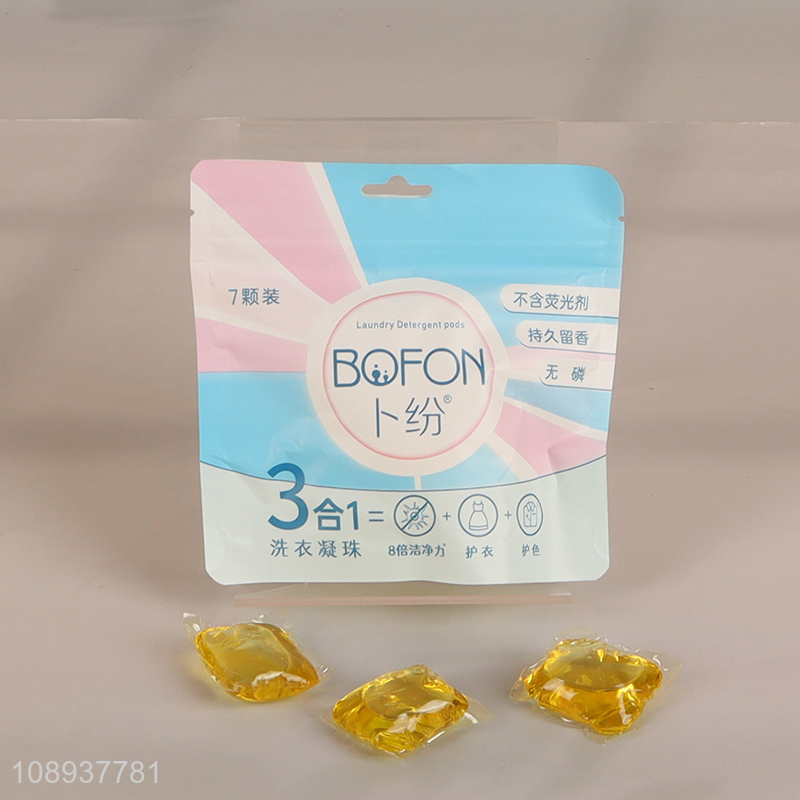 7颗装
不含荧光剂
持久留香
无磷
Laundry Detergent pods
BOFON
卜纷®
3合1=
+
+
洗衣凝珠
8倍洁净力
护衣
护色
108937781